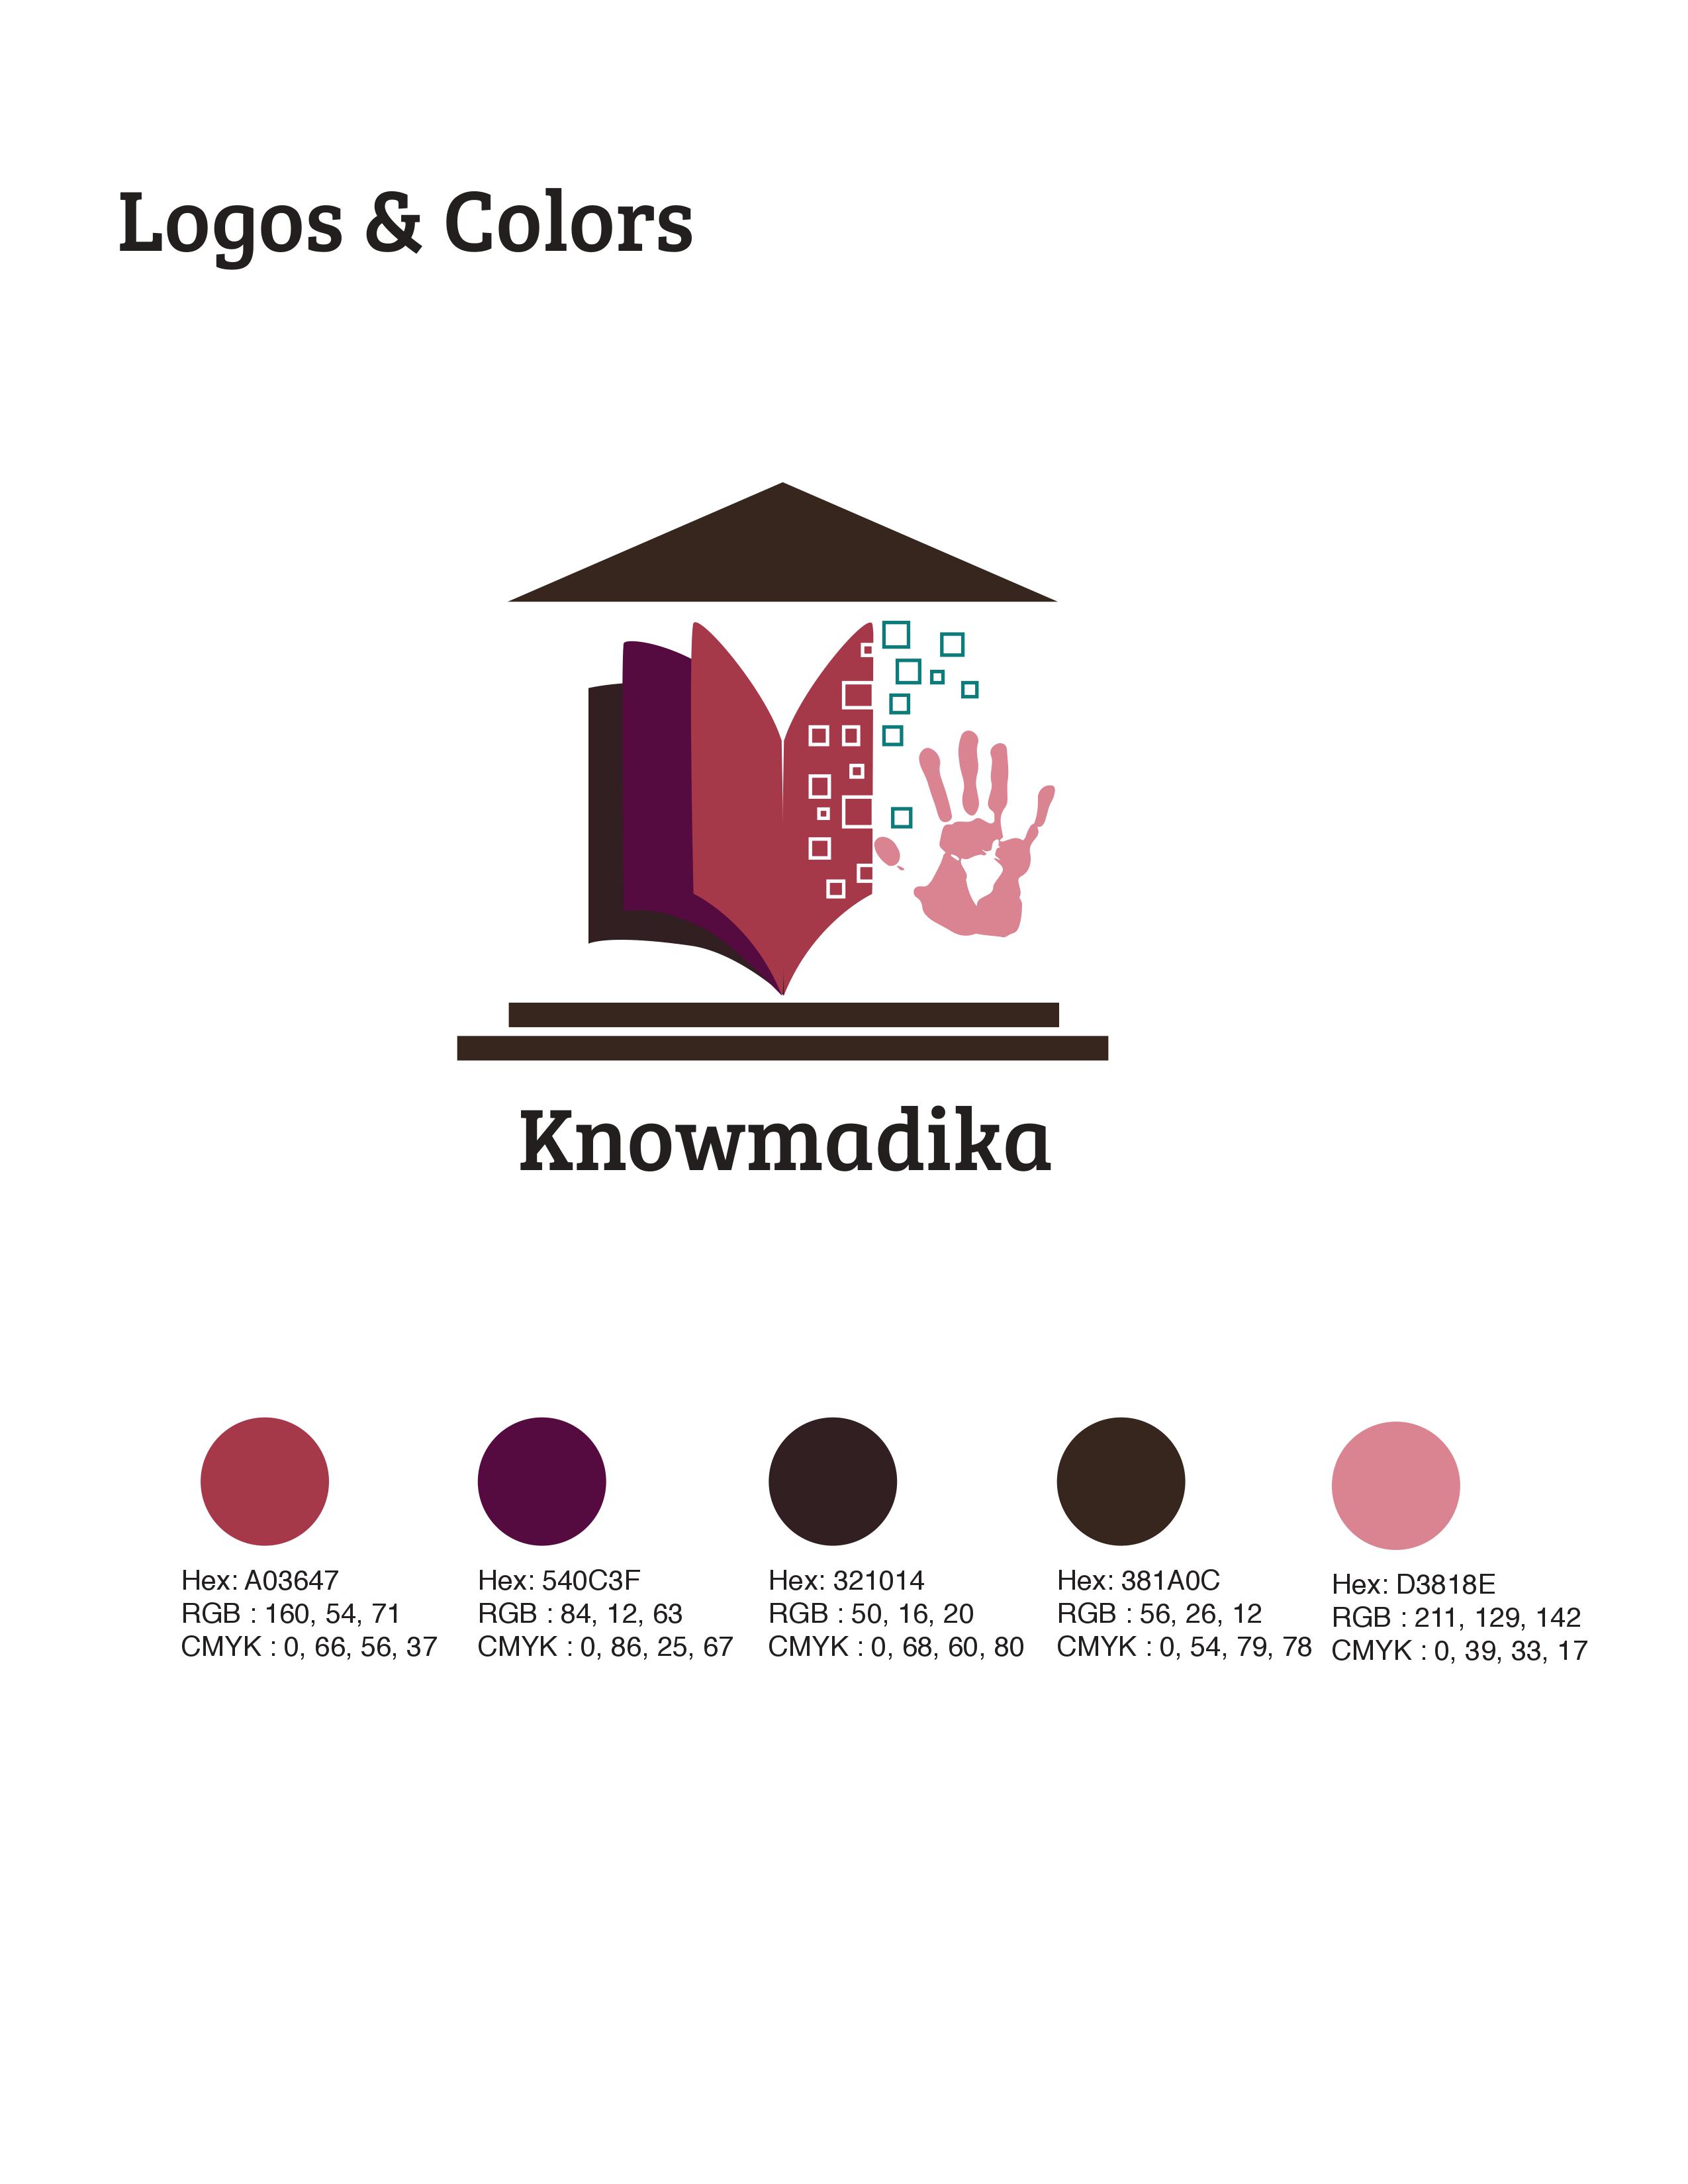 Logos & Colors
Knowmadika
Hex: A03647
RGB : 160, 54, 71
CMYK : 0, 66, 56, 37
Hex: 540C3F
RGB : 84, 12, 63
CMYK : 0, 86, 25, 67
Hex: 321014
RGB : 50, 16, 20
CMYK : 0, 68, 60, 80
Hex: 381A0C
RGB : 56, 26, 12
CMYK : 0, 54, 79, 78
Hex: D3818E
RGB : 211, 129, 142
CMYK : 0, 39, 33, 17